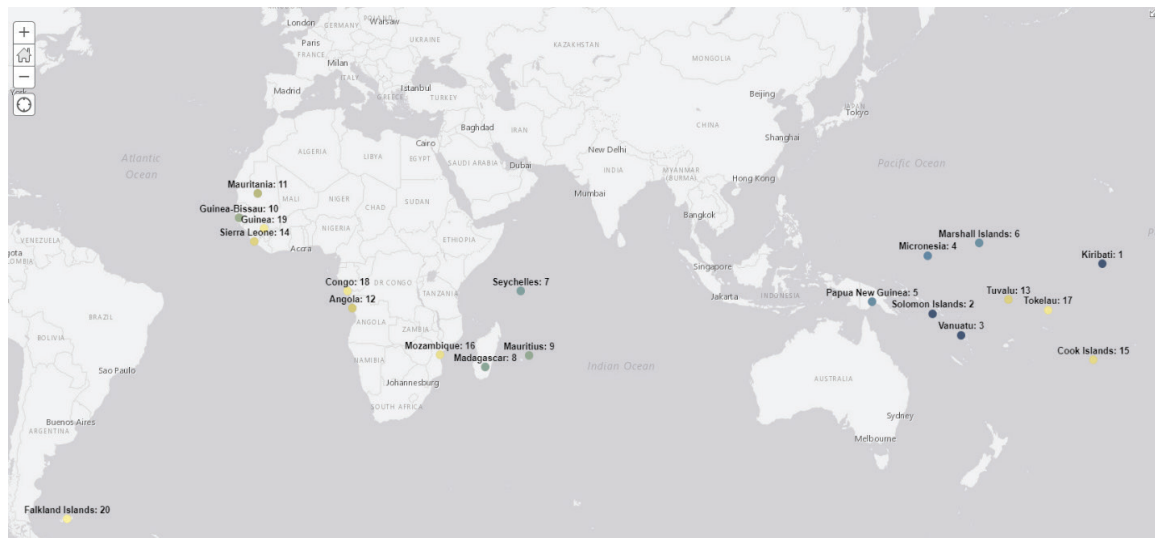 +
−
York
London
POLAND
Warsaw
GERMANY
UKRAINE
Paris
FRANCE
KAZAKHSTAN
MONGOLIA
Milan
ITALY
Istanbul
Madrid
GREECE
TURKEY
Beijing
JAPAN
Tokyo
Baghdad
IRAN
CHINA
Shanghai
Cairo
Atlantic
Ocean
ALGERIA
LIBYA
EGYPT
SAUDI ARABIA
Dubai
New Delhi
Pacific Ocean
INDIA
MYANMAR
(BURMA)
Hong Kong
Mauritania: 11
Mumbai
MALI
NIGER
CHAD
SUDAN
Guinea-Bissau: 10
Guinea: 19
Bangkok
Sierra Leone: 14
NIGERIA
Marshall Islands: 6
VENEZUELA
ETHIOPIA
Accra
Micronesia: 4
Kiribati: 1
Singapore
Congo: 18
DR CONGO
Seychelles: 7
TANZANIA
Papua New Guinea: 5
Tuvalu: 13
Angola: 12
Jakarta
INDONESIA
Tokelau: 17
Solomon Islands: 2
BRAZIL
ANGOLA
ZAMBIA
Vanuatu: 3
BOLIVIA
Mozambique: 16
Mauritius: 9
Madagascar: 8
Cook Islands: 15
NAMIBIA
Indian Ocean
Sao Paulo
Johannesburg
AUSTRALIA
SOUTH AFRICA
Buenos Aires
ARGENTINA
Sydney
Melbourne
Falkland Islands: 20